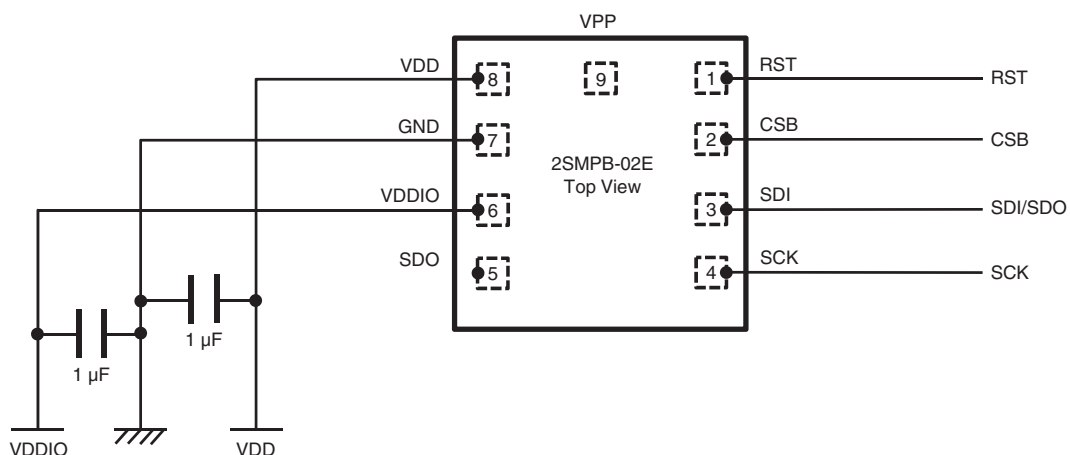 VPP
VDD
8
9
1
RST
RST
GND
7
2
CSB
CSB
2SMPB-02E
Top View
VDDIO
6
3
SDI
SDI/SDO
SDO
5
4
SCK
SCK
1 µF
1 µF
VDDIO
VDD